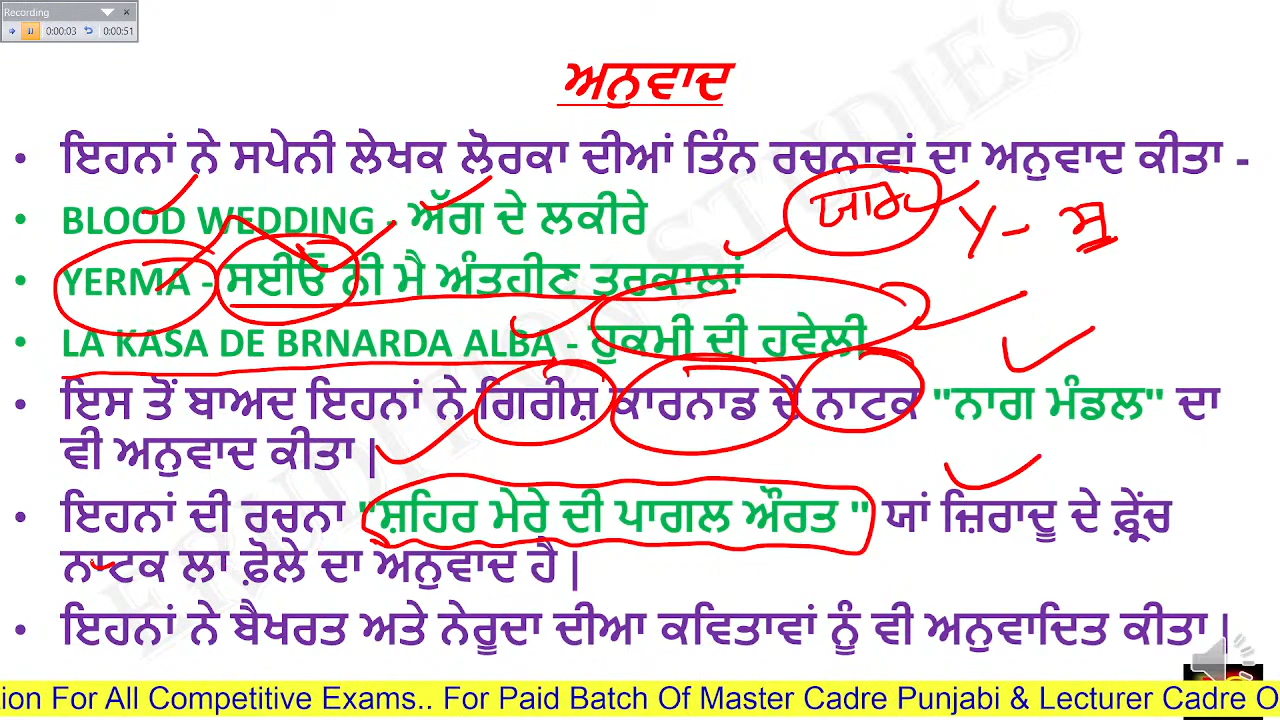 Recording
0:00:03
0:00:51
ਅਨੁਵਾਦ
• ਇਹਨਾਂ ਨੇ ਸਪੇਨੀ ਲੇਖਕ ਲੋਰਕਾ ਦੀਆਂ ਤਿੰਨ ਰਚਨਾਵਾਂ ਦਾ ਅਨੁਵਾਦ ਕੀਤਾ -
• BLOOD WEDDING - ਅੱਗ ਦੇ ਲਕੀਰੇ
• YERMA - ਸਈਓ ਨੀ ਮੈ ਅੰਤਹੀਣ ਤਰਕਾਲਾਂ
Y - ਸ
• LA KASA DE BRNARDA ALBA - ਹੁਕਮੀ ਦੀ ਹਵੇਲੀ
• ਇਸ ਤੋਂ ਬਾਅਦ ਇਹਨਾਂ ਨੇ ਗਿਰੀਸ਼ ਕਾਰਨਾਡ ਦੇ ਨਾਟਕ "ਨਾਗ ਮੰਡਲ" ਦਾ
ਵੀ ਅਨੁਵਾਦ ਕੀਤਾ |
• ਇਹਨਾਂ ਦੀ ਰਚਨਾ "ਸ਼ਹਿਰ ਮੇਰੇ ਦੀ ਪਾਗਲ ਔਰਤ " ਯਾਂ ਜ਼ਿਰਾਦੂ ਦੇ ਫ਼੍ਰੇਂਚ
ਨਾਟਕ ਲਾ ਫ਼ੋਲੇ ਦਾ ਅਨੁਵਾਦ ਹੈ |
• ਇਹਨਾਂ ਨੇ ਬੈਖਰਤ ਅਤੇ ਨੇਰੂਦਾ ਦੀਆ ਕਵਿਤਾਵਾਂ ਨੂੰ ਵੀ ਅਨੁਵਾਦਿਤ ਕੀਤਾ |
ERUDITION STUDIES
tion For All Competitive Exams.. For Paid Batch Of Master Cadre Punjabi & Lecturer Cadre O